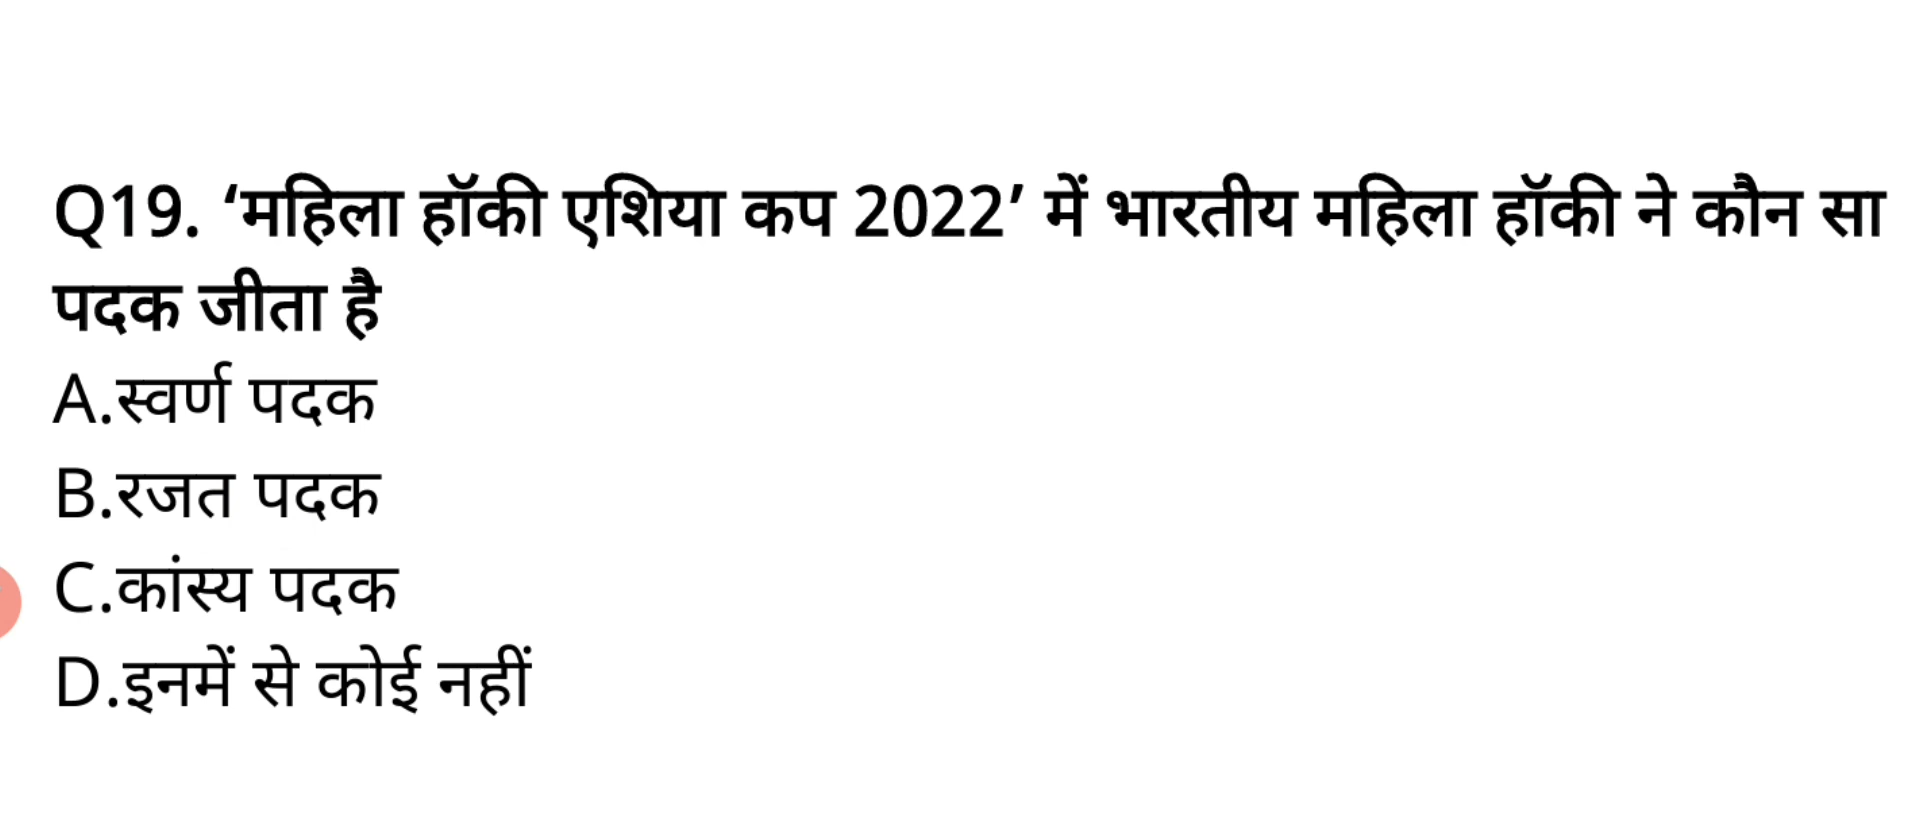 Q19. ‘महिला हॉकी एशिया कप 2022’ में भारतीय महिला हॉकी ने कौन सा
पदक जीता है
A.स्वर्ण पदक
B.रजत पदक
C.कांस्य पदक
D.इनमें से कोई नहीं